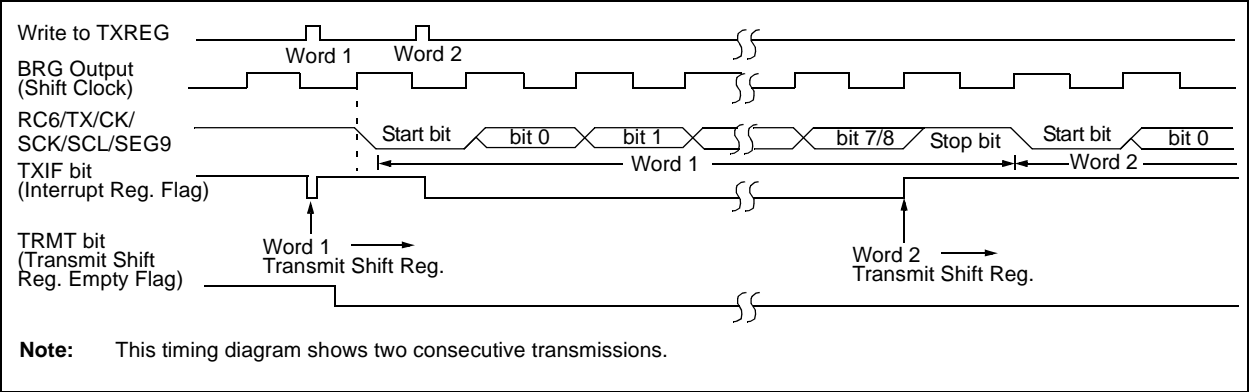 Write to TXREG
Word 1
Word 2
BRG Output
(Shift Clock)
RC6/TX/CK/
SCK/SCL/SEG9
Start bit
bit 0
bit 1
bit 7/8
Stop bit
Start bit
bit 0
Word 1
Word 2
TXIF bit
(Interrupt Reg. Flag)
Word 1
Transmit Shift Reg.
Word 2
Transmit Shift Reg.
TRMT bit
(Transmit Shift
Reg. Empty Flag)
Note: This timing diagram shows two consecutive transmissions.